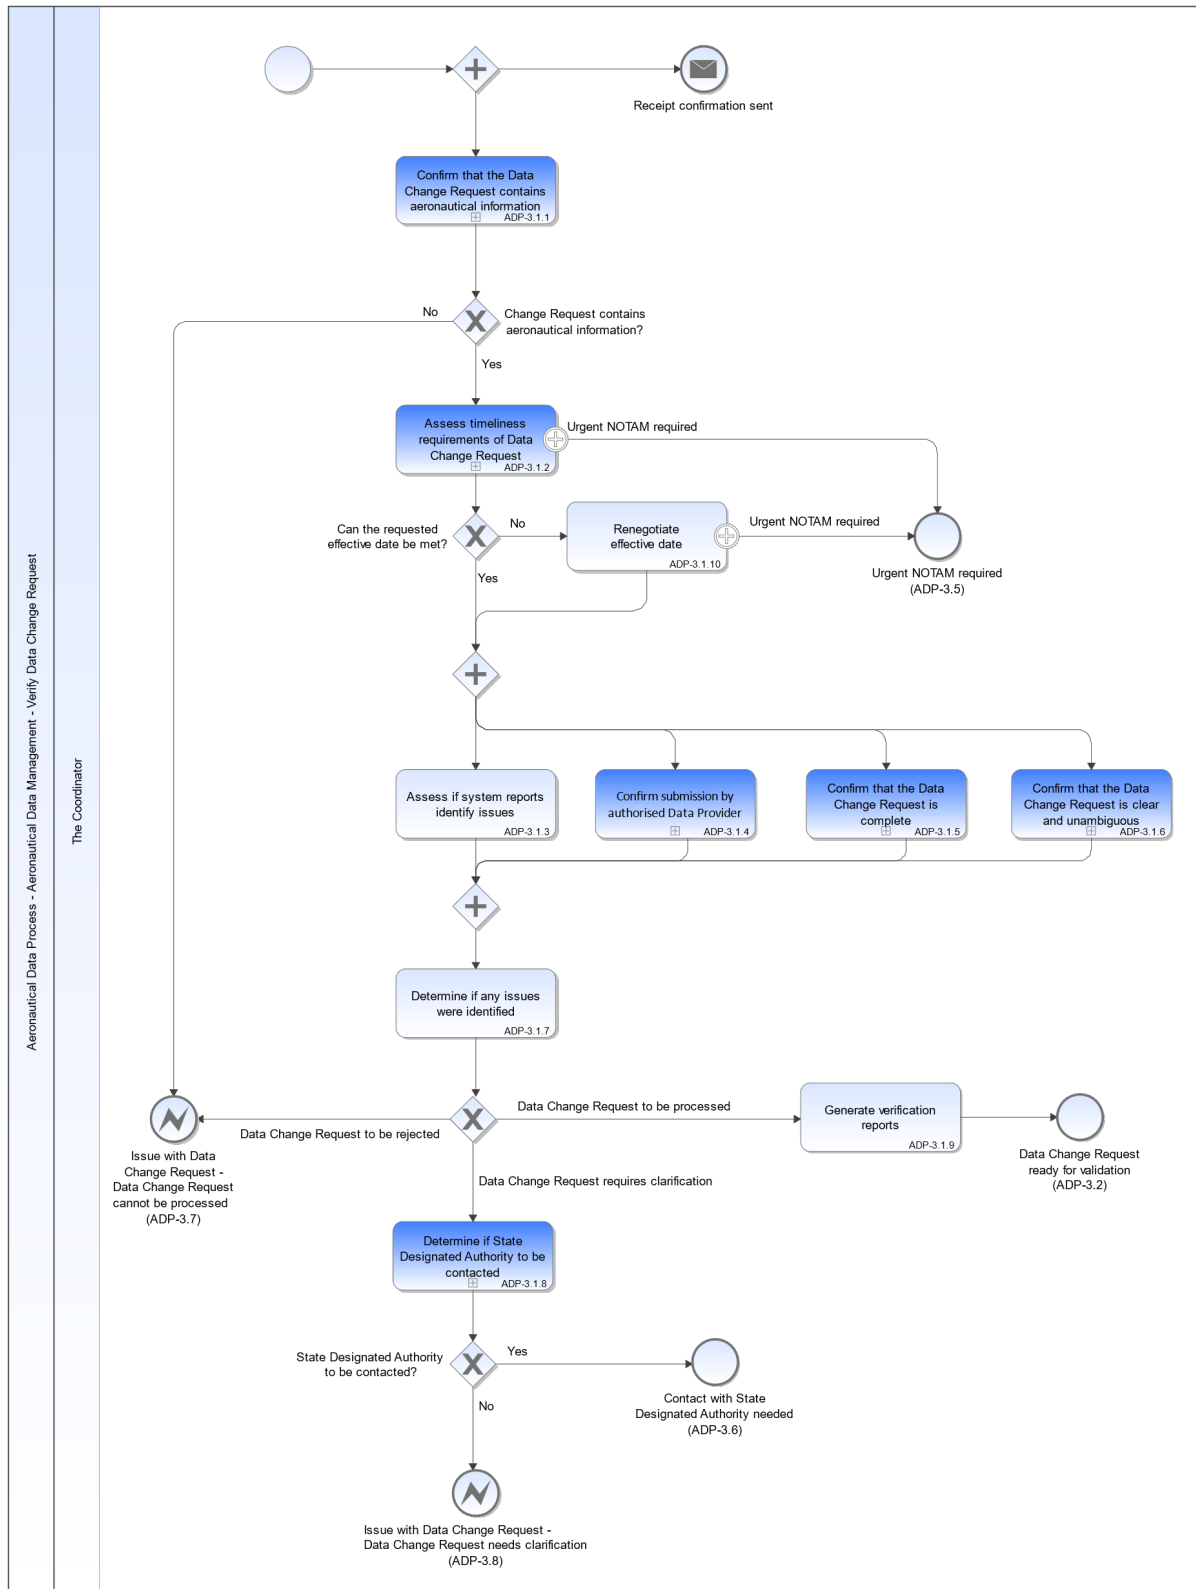 Aeronautical Data Process - Aeronautical Data Management - Verify Data Change Request
The Coordinator
Receipt confirmation sent
Confirm that the Data
Change Request contains
aeronautical information
ADP-3.1.1
No
Change Request contains
aeronautical information?
Yes
Assess timeliness
requirements of Data
Change Request
ADP-3.1.2
Urgent NOTAM required
Can the requested
effective date be met?
No
Renegotiate
effective date
ADP-3.1.10
Urgent NOTAM required
Yes
Urgent NOTAM required
(ADP-3.5)
Assess if system reports
identify issues
ADP-3.1.3
Confirm submission by
authorised Data Provider
ADP-3.1.4
Confirm that the Data
Change Request is
complete
ADP-3.1.5
Confirm that the Data
Change Request is clear
and unambiguous
ADP-3.1.6
Determine if any issues
were identified
ADP-3.1.7
Data Change Request to be processed
Data Change Request to be rejected
Generate verification
reports
ADP-3.1.9
Issue with Data
Change Request -
Data Change Request
cannot be processed
(ADP-3.7)
Data Change Request
ready for validation
(ADP-3.2)
Data Change Request requires clarification
Determine if State
Designated Authority to be
contacted
ADP-3.1.8
State Designated Authority
to be contacted?
Yes
Contact with State
Designated Authority needed
(ADP-3.6)
No
Issue with Data Change Request -
Data Change Request needs clarification
(ADP-3.8)